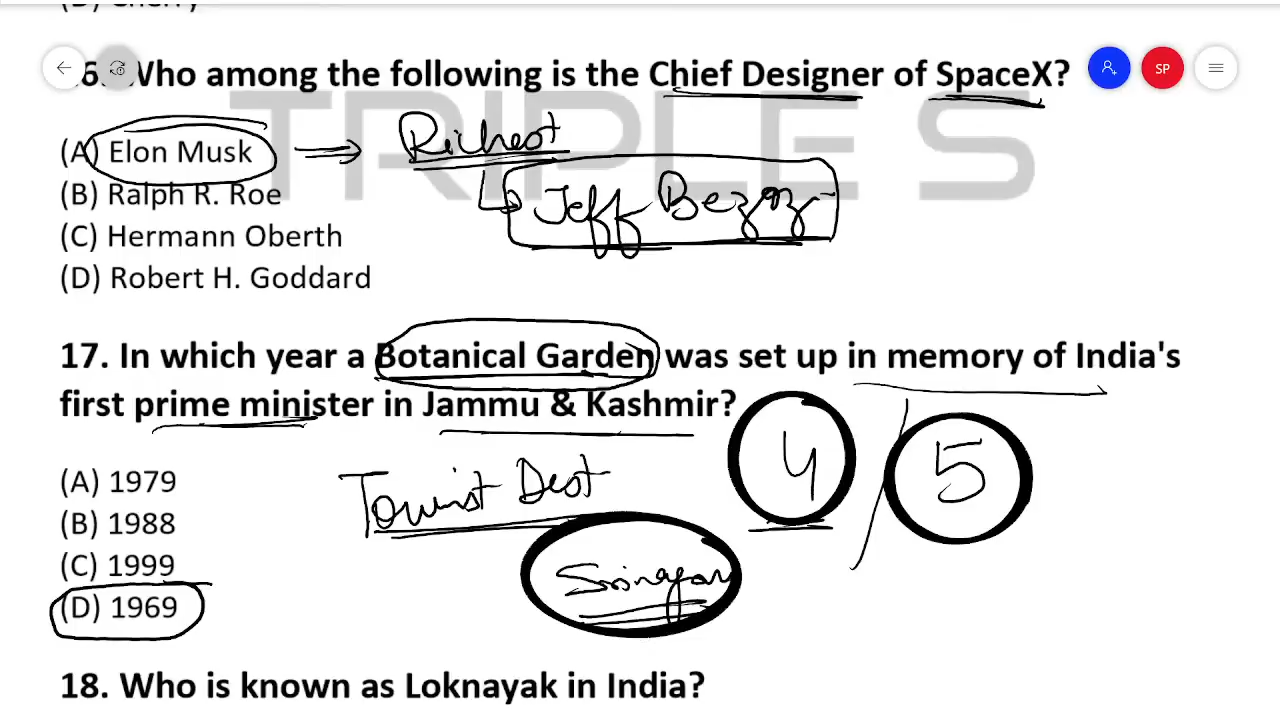 (D) Cherry
6. Who among the following is the Chief Designer of SpaceX?
SP
TRIPLE S
(A) Elon Musk
Richest
(B) Ralph R. Roe
Jeff Bezoz
(C) Hermann Oberth
(D) Robert H. Goddard
17. In which year a Botanical Garden was set up in memory of India's
first prime minister in Jammu & Kashmir?
4 / 5
(A) 1979
Tourist Dest
(B) 1988
(C) 1999
Srinagar
(D) 1969
18. Who is known as Loknayak in India?